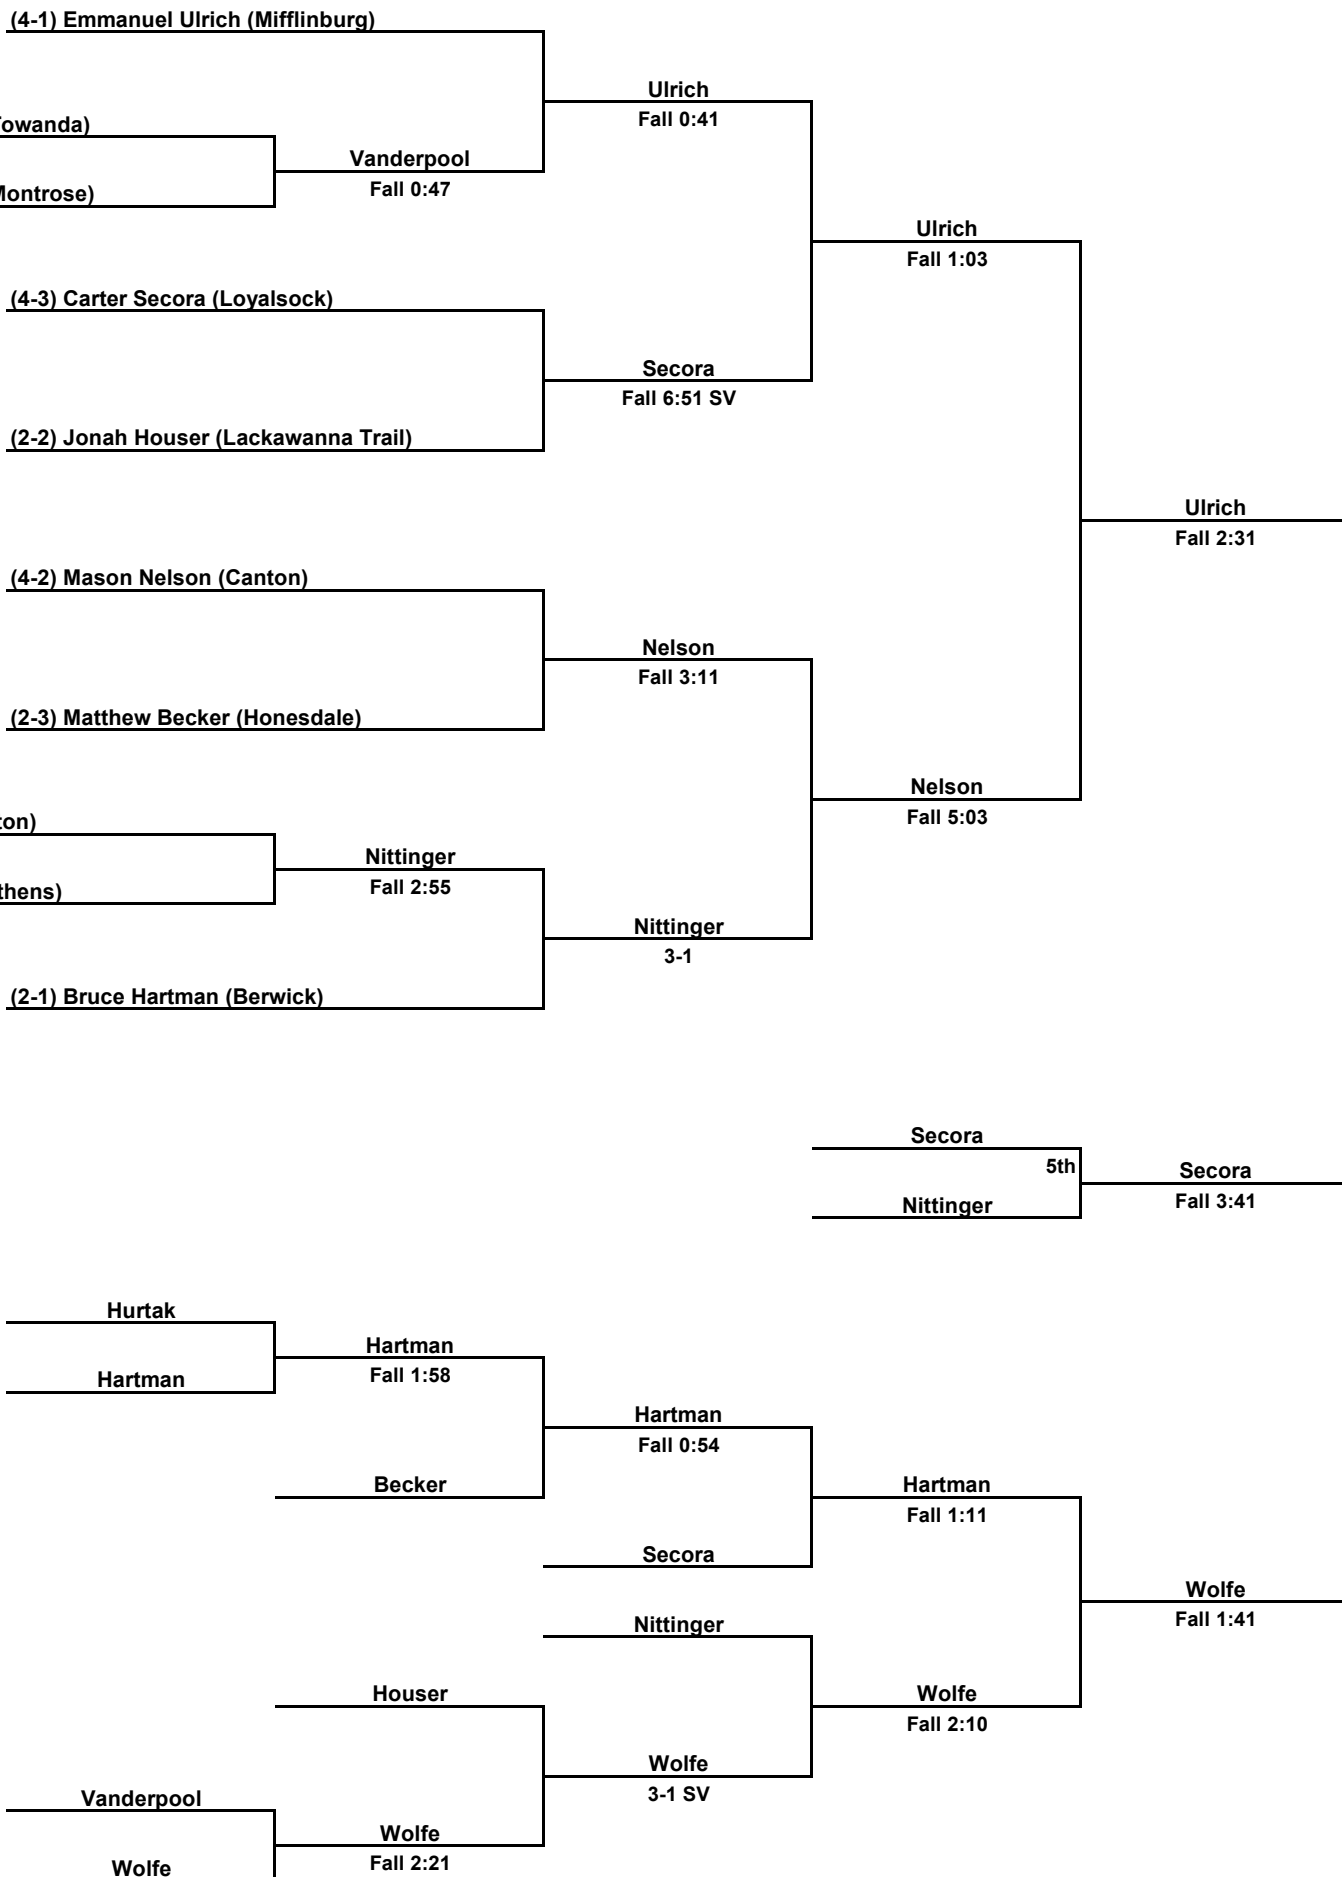 (4-1) Emmanuel Ulrich (Mifflinburg)
Ulrich
Fall 0:41
owanda)
Vanderpool
Fall 0:47
ontrose)
Ulrich
Fall 1:03
(4-3) Carter Secora (Loyalsock)
Secora
Fall 6:51 SV
(2-2) Jonah Houser (Lackawanna Trail)
Ulrich
Fall 2:31
(4-2) Mason Nelson (Canton)
Nelson
Fall 3:11
(2-3) Matthew Becker (Honesdale)
Nelson
Fall 5:03
ton)
Nittinger
Fall 2:55
thens)
Nittinger
3-1
(2-1) Bruce Hartman (Berwick)
Secora
5th
Secora
Fall 3:41
Nittinger
Hurtak
Hartman
Fall 1:58
Hartman
Hartman
Fall 0:54
Becker
Hartman
Fall 1:11
Secora
Wolfe
Fall 1:41
Nittinger
Houser
Wolfe
Fall 2:10
Wolfe
3-1 SV
Vanderpool
Wolfe
Fall 2:21
Wolfe